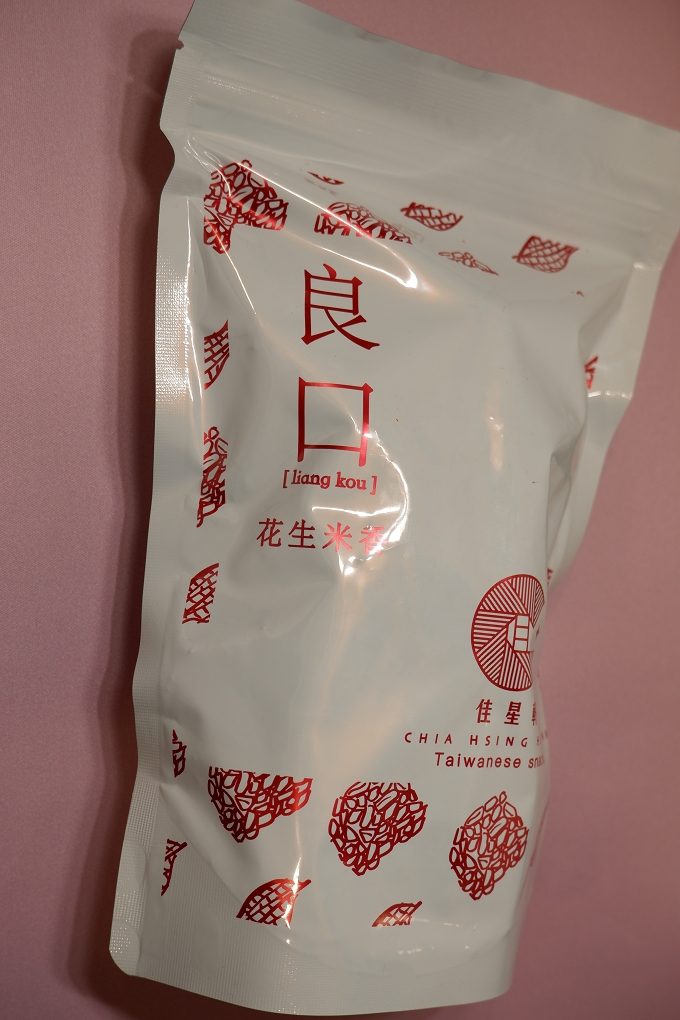 良
口
[ liang kou ]
花生米香
佳星
CHIA HSING
Taiwanese